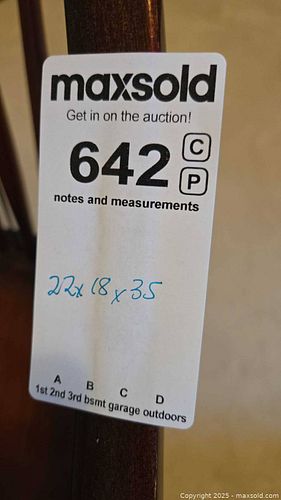 maxsold
Get in on the auction!
642 C
P
notes and measurements
22x18x35
A B C D
1st 2nd 3rd bsmt garage outdoors
Copyright 2025 - maxsold.com